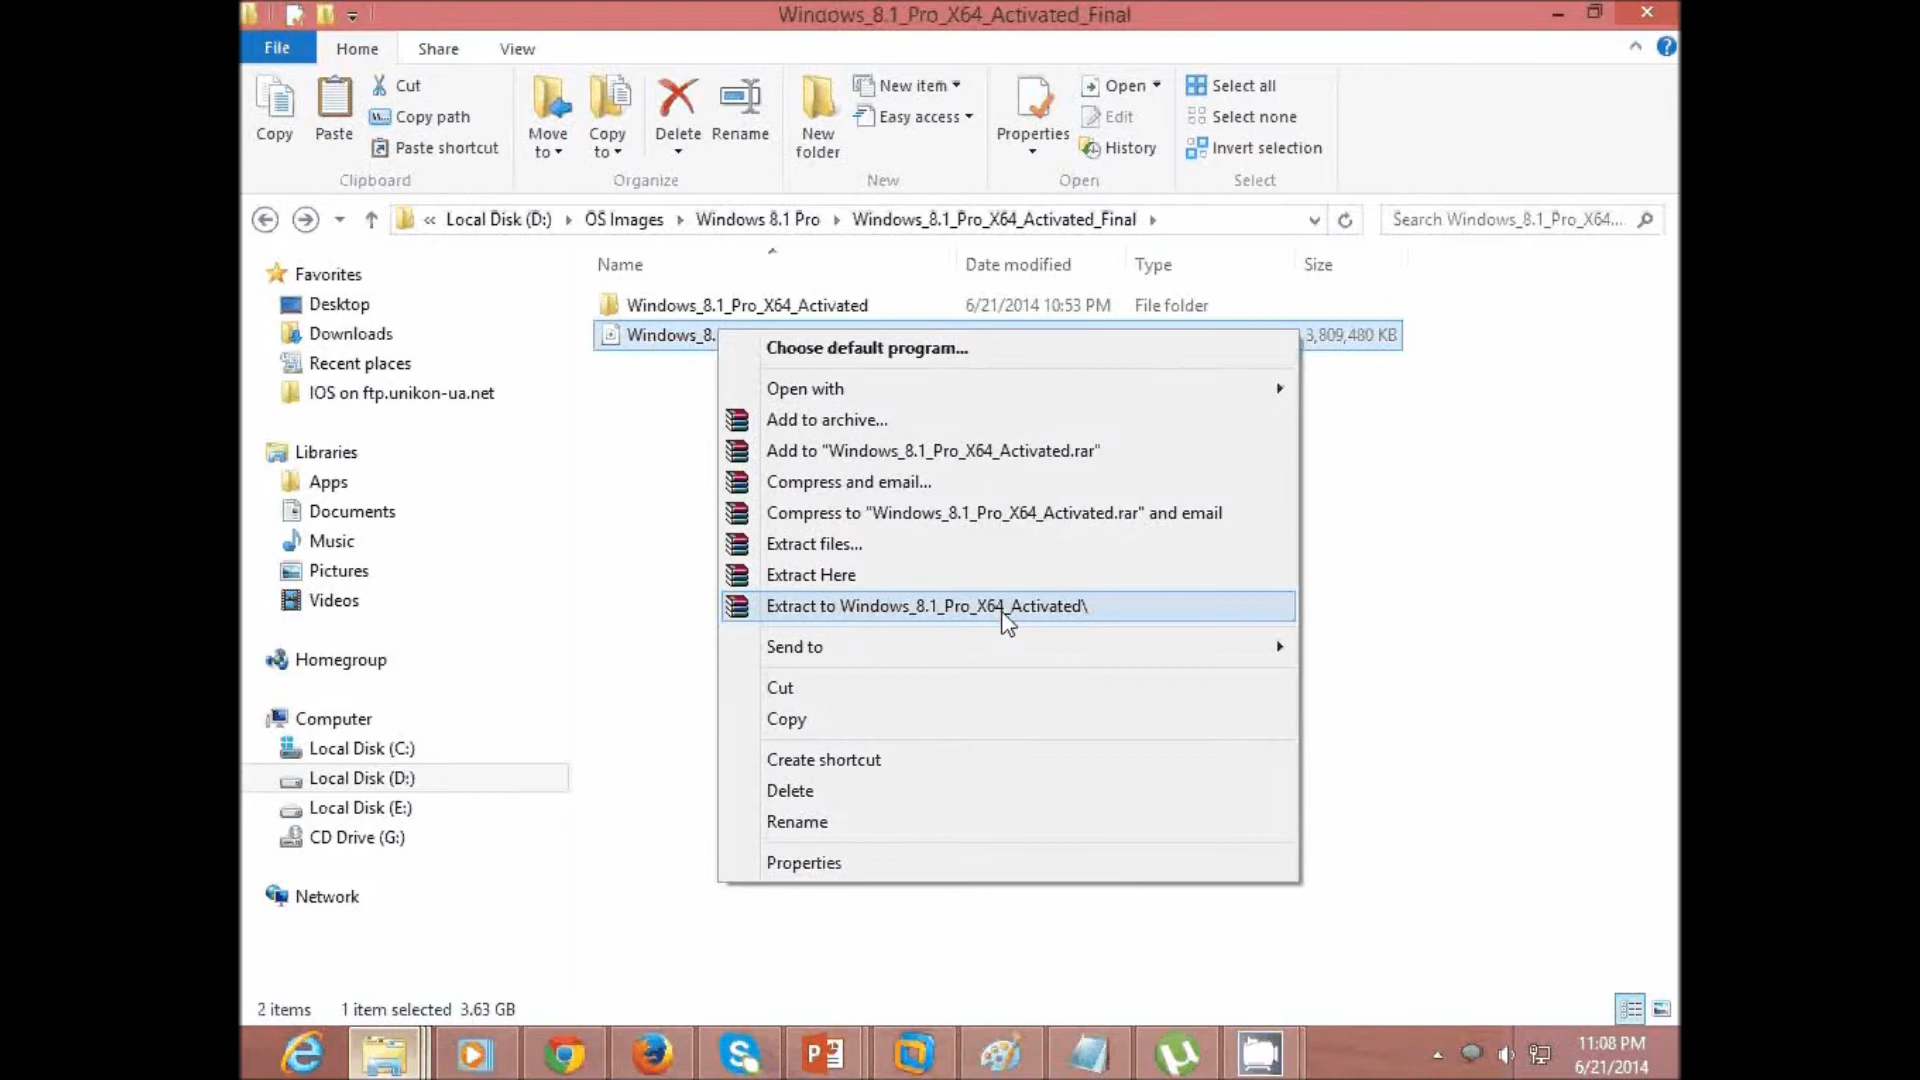 Windows_8.1_Pro_X64_Activated_Final
File Home Share View
Copy
Paste
Cut
Copy path
Paste shortcut
Clipboard
Move to
Copy to
Delete
Rename
Organize
New folder
New item
Easy access
New
Properties
Open
Edit
History
Open
Select all
Select none
Invert selection
Select
« Local Disk (D:) OS Images Windows 8.1 Pro Windows_8.1_Pro_X64_Activated_Final
Search Windows_8.1_Pro_X64....
Favorites
Desktop
Downloads
Recent places
IOS on ftp.unikon-ua.net
Libraries
Apps
Documents
Music
Pictures
Videos
Homegroup
Computer
Local Disk (C:)
Local Disk (D:)
Local Disk (E:)
CD Drive (G:)
Network
Name Date modified Type Size
Windows_8.1_Pro_X64_Activated 6/21/2014 10:53 PM File folder
Windows_8. 3,809,480 KB
Choose default program...
Open with
Add to archive...
Add to "Windows_8.1_Pro_X64_Activated.rar"
Compress and email...
Compress to "Windows_8.1_Pro_X64_Activated.rar" and email
Extract files...
Extract Here
Extract to Windows_8.1_Pro_X64_Activated\
Send to
Cut
Copy
Create shortcut
Delete
Rename
Properties
2 items 1 item selected 3.63 GB
11:08 PM
6/21/2014